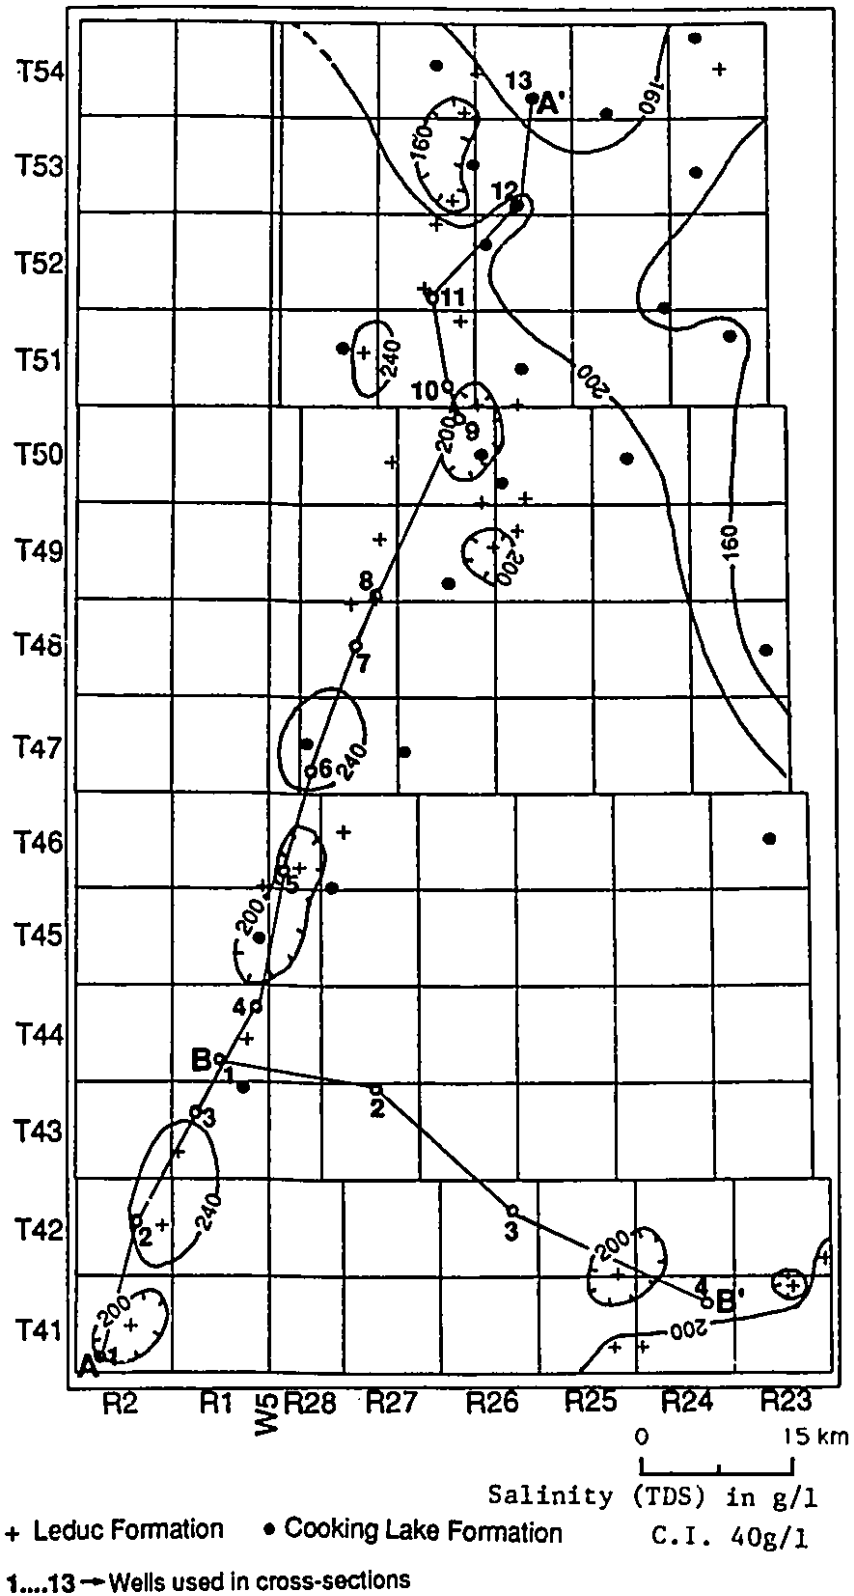 T54
13
A'
160
T53
160
12
T52
11
T51
240
10
200
T50
200
9
T49
200
160
8
T48
7
T47
6
240
T46
5
T45
200
4
T44
B
1
2
3
T43
T42
240
2
3
200
4
B'
T41
200
200
A
1
R2 R1 W5 R28 R27 R26 R25 R24 R23
0 15 km
Salinity (TDS) in g/l
+ Leduc Formation ● Cooking Lake Formation C.I. 40g/l
1....13 → Wells used in cross-sections